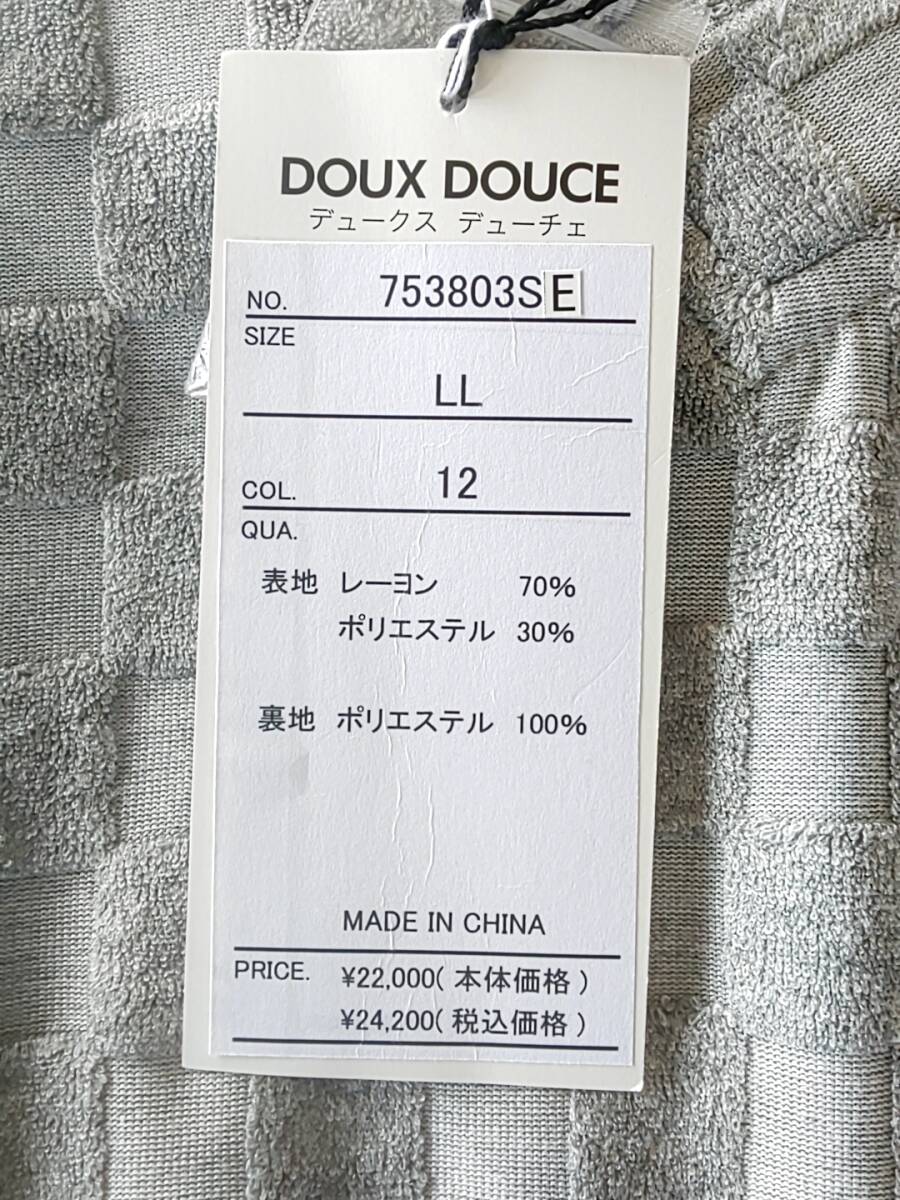 DOUX DOUCE
デュークス デューチェ
NO. 753803SE
SIZE
LL
COL. 12
QUA.
表地 レーヨン 70%
ポリエステル 30%
裏地 ポリエステル 100%
MADE IN CHINA
PRICE. ¥22,000( 本体価格 )
¥24,200( 税込価格 )